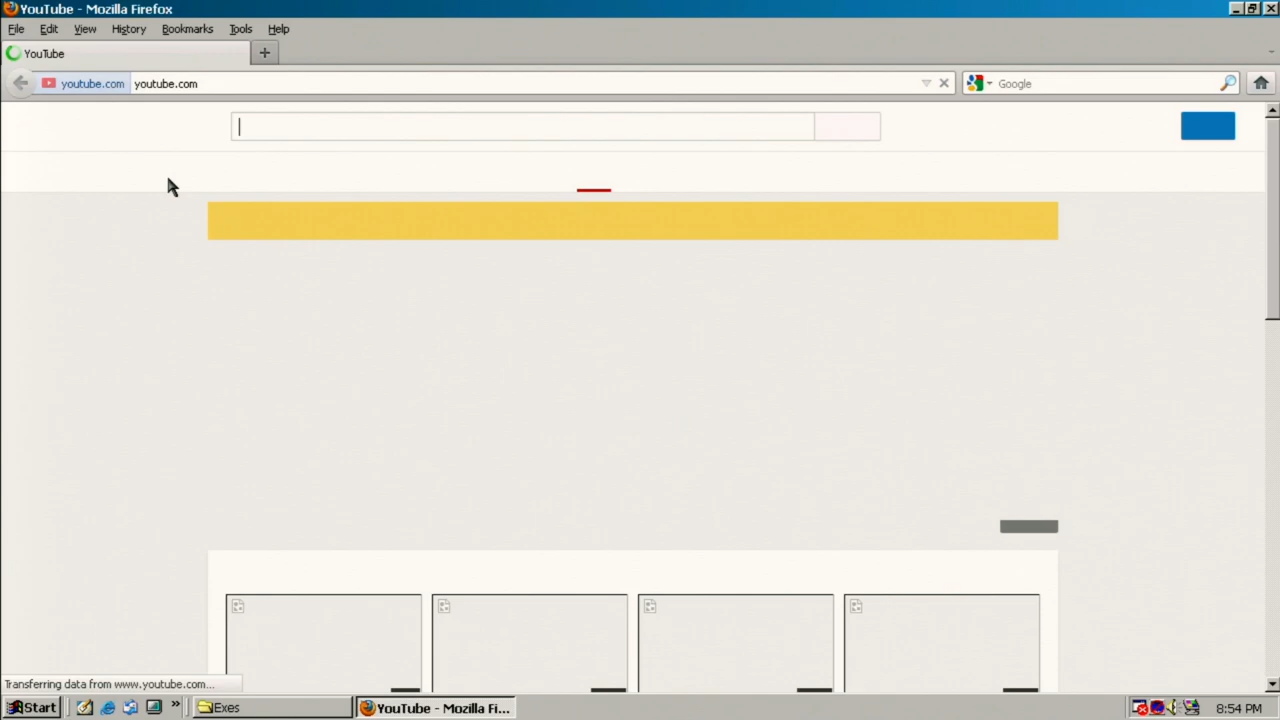 YouTube - Mozilla Firefox
File Edit View History Bookmarks Tools Help
YouTube
youtube.com youtube.com Google
Transferring data from www.youtube.com...
Start Exes YouTube - Mozilla Fi... 8:54 PM